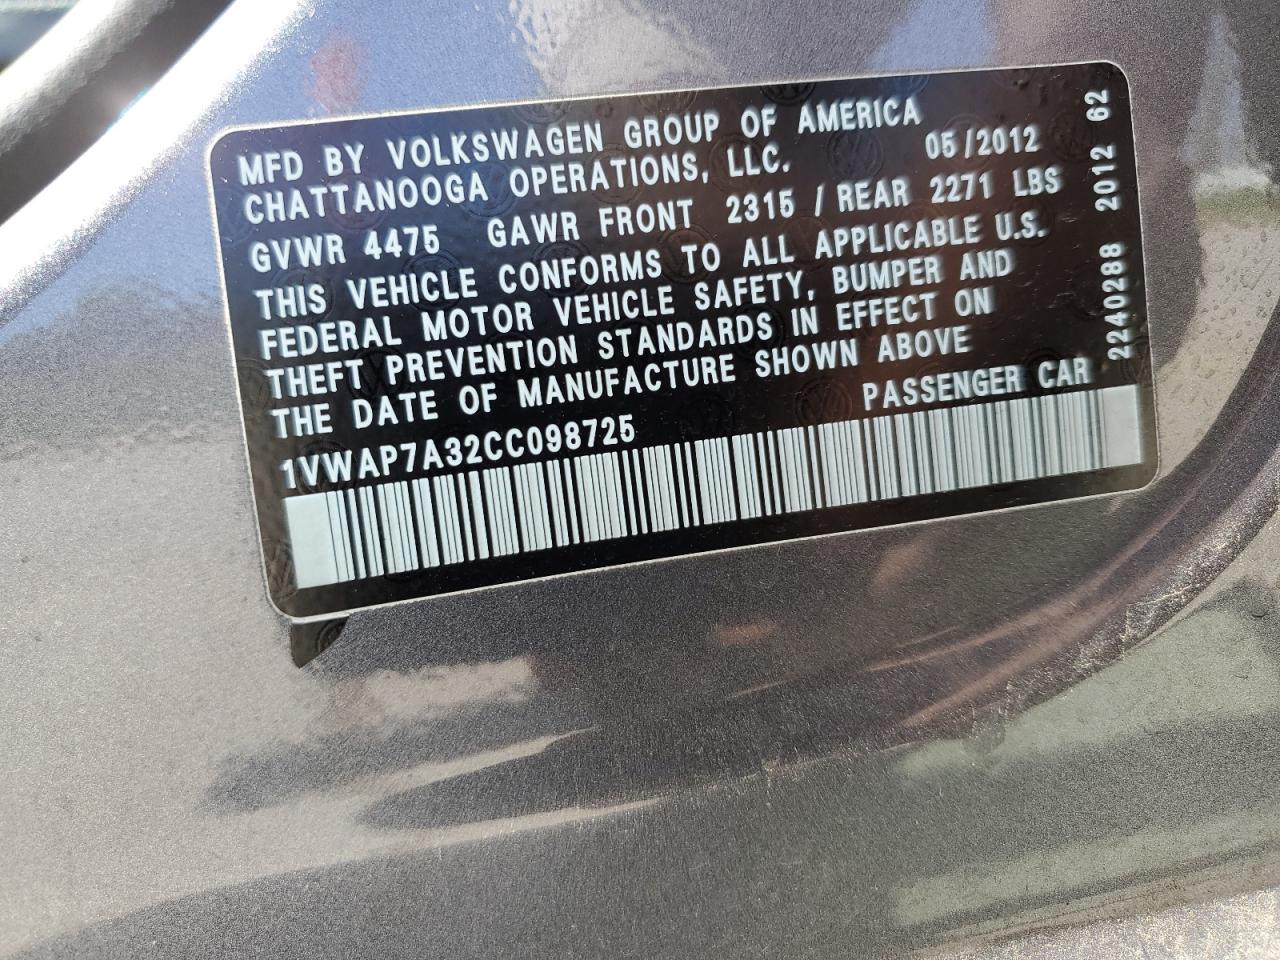 MFD BY VOLKSWAGEN GROUP OF AMERICA
CHATTANOOGA OPERATIONS, LLC. 05/2012
GVWR 4475 GAWR FRONT 2315 / REAR 2271 LBS
THIS VEHICLE CONFORMS TO ALL APPLICABLE U.S.
FEDERAL MOTOR VEHICLE SAFETY, BUMPER AND
THEFT PREVENTION STANDARDS IN EFFECT ON
THE DATE OF MANUFACTURE SHOWN ABOVE
1VWAP7A32CC098725 PASSENGER CAR
2240288 2012 62